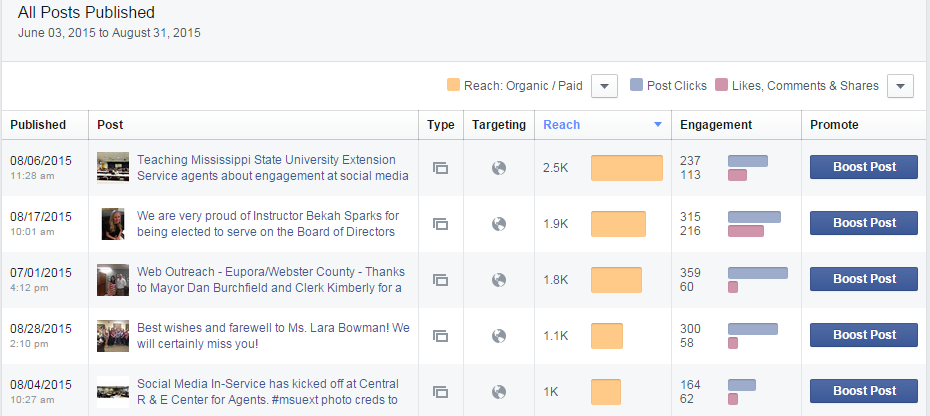 All Posts Published
June 03, 2015 to August 31, 2015
Reach: Organic / Paid Post Clicks Likes, Comments & Shares
Published Post Type Targeting Reach Engagement Promote
08/06/2015 Teaching Mississippi State University Extension 2.5K 237 Boost Post
11:28 am Service agents about engagement at social media 113
08/17/2015 We are very proud of Instructor Bekah Sparks for 1.9K 315 Boost Post
10:01 am being elected to serve on the Board of Directors 216
07/01/2015 Web Outreach - Eupora/Webster County - Thanks 1.8K 359 Boost Post
4:12 pm to Mayor Dan Burchfield and Clerk Kimberly for a 60
08/28/2015 Best wishes and farewell to Ms. Lara Bowman! We 1.1K 300 Boost Post
2:10 pm will certainly miss you! 58
08/04/2015 Social Media In-Service has kicked off at Central 1K 164 Boost Post
10:27 am R & E Center for Agents. #msuext photo creds to 62